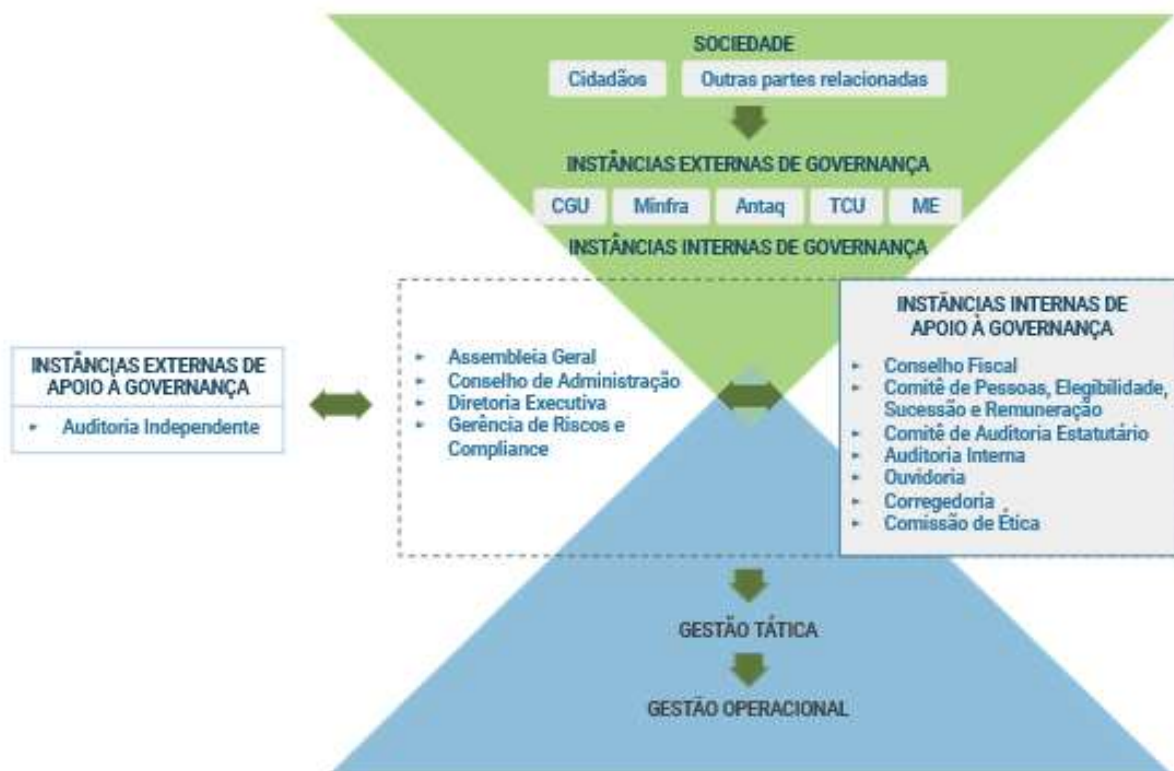 SOCIEDADE
Cidadãos
Outras partes relacionadas
INSTÂNCIAS EXTERNAS DE GOVERNANÇA
CGU
Minfra
Antaq
TCU
ME
INSTÂNCIAS INTERNAS DE GOVERNANÇA
INSTÂNCIAS EXTERNAS DE
APOIO À GOVERNANÇA
Auditoria Independente
Assembleia Geral
Conselho de Administração
Diretoria Executiva
Gerência de Riscos e
Compliance
INSTÂNCIAS INTERNAS DE
APOIO À GOVERNANÇA
Conselho Fiscal
Comitê de Pessoas, Elegibilidade,
Sucessão e Remuneração
Comitê de Auditoria Estatutário
Auditoria Interna
Ouvidoria
Corregedoria
Comissão de Ética
GESTÃO TÁTICA
GESTÃO OPERACIONAL